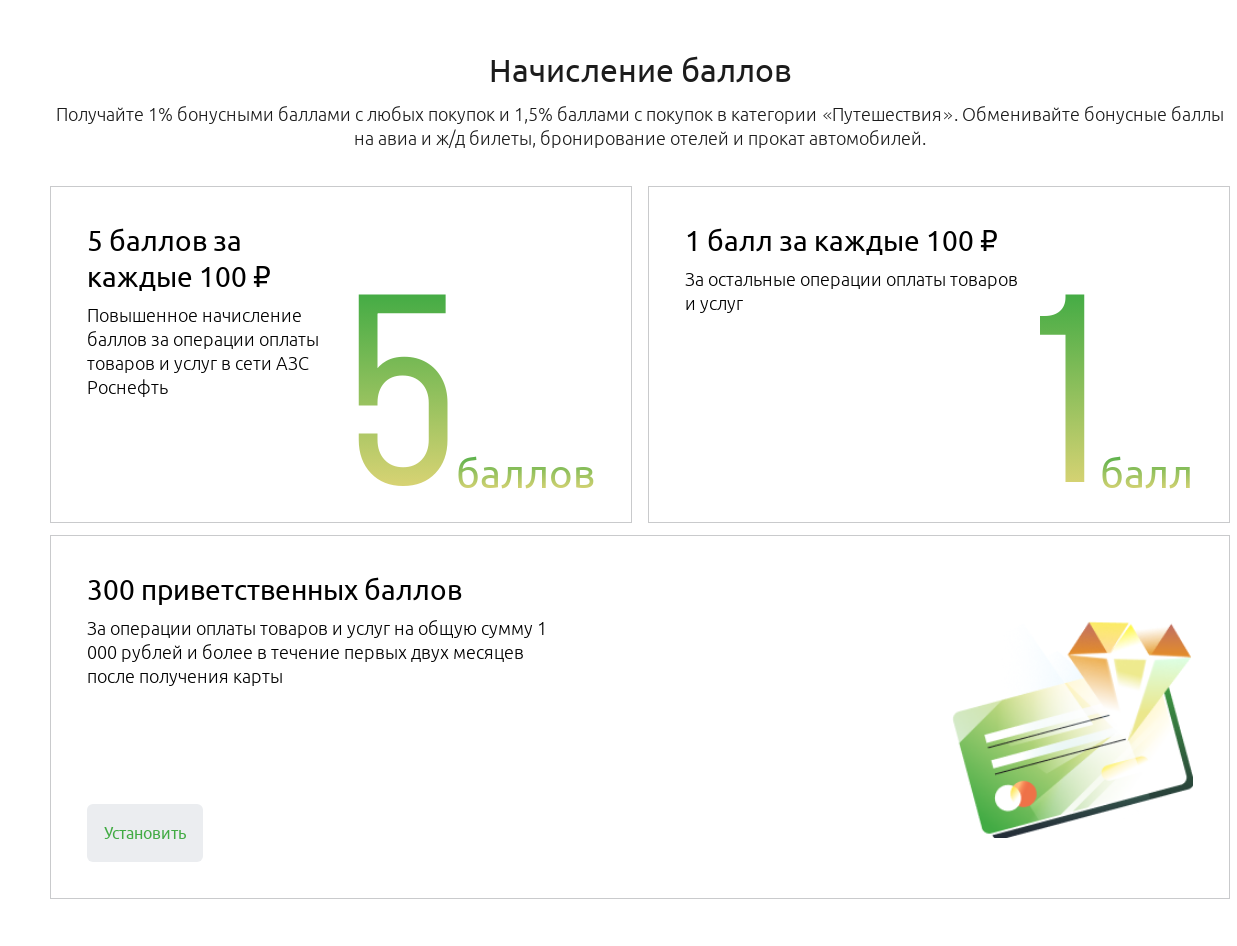 Начисление баллов
Получайте 1% бонусными баллами с любых покупок и 1,5% баллами с покупок в категории «Путешествия». Обменивайте бонусные баллы
на авиа и ж/д билеты, бронирование отелей и прокат автомобилей.
5 баллов за
каждые 100 ₽
Повышенное начисление
баллов за операции оплаты
товаров и услуг в сети АЗС
Роснефть
5 баллов
1 балл за каждые 100 ₽
За остальные операции оплаты товаров
и услуг
1 балл
300 приветственных баллов
За операции оплаты товаров и услуг на общую сумму 1
000 рублей и более в течение первых двух месяцев
после получения карты
Установить